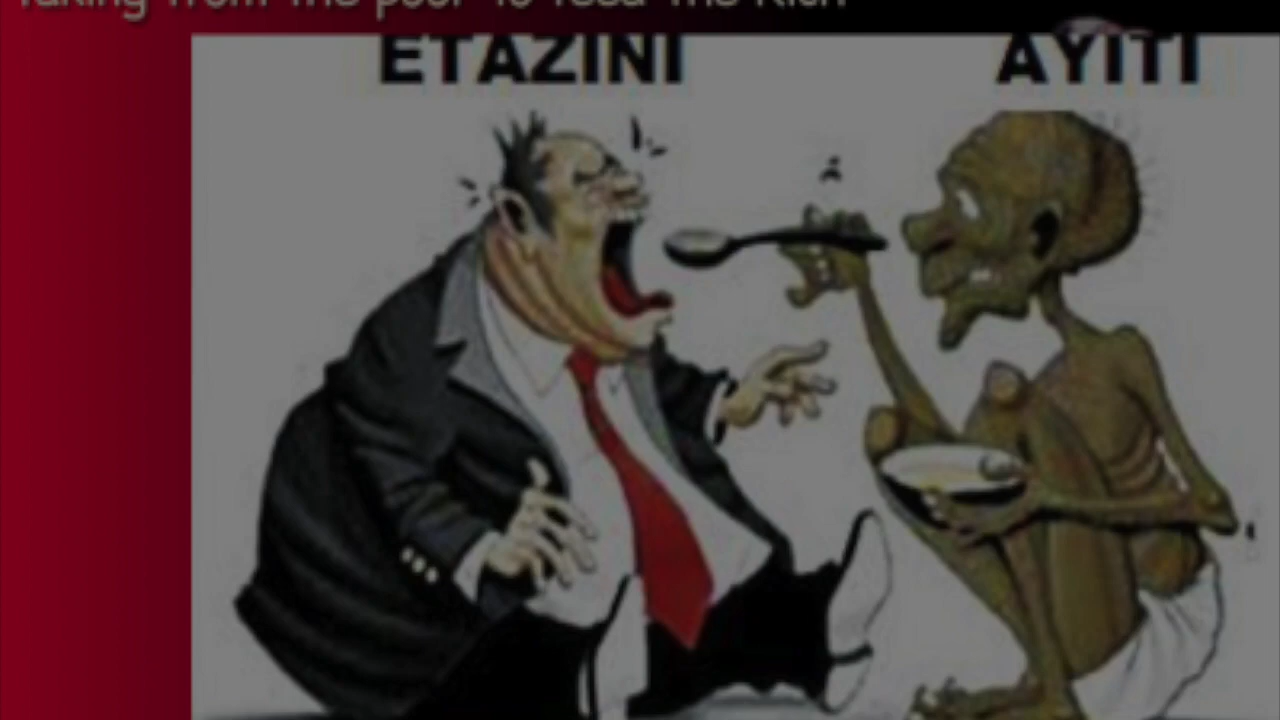 Taking from the poor to feed the Rich!
ETAZINI
AYITI